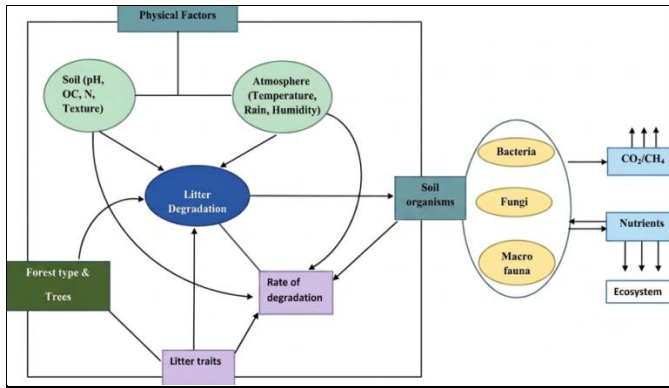 Physical Factors
Soil (pH,
OC, N,
Texture)
Atmosphere
(Temperature,
Rain, Humidity)
Litter
Degradation
Soil
organisms
Bacteria
Fungi
Macro
fauna
CO₂/CH₄
Nutrients
Ecosystem
Forest type &
Trees
Rate of
degradation
Litter traits